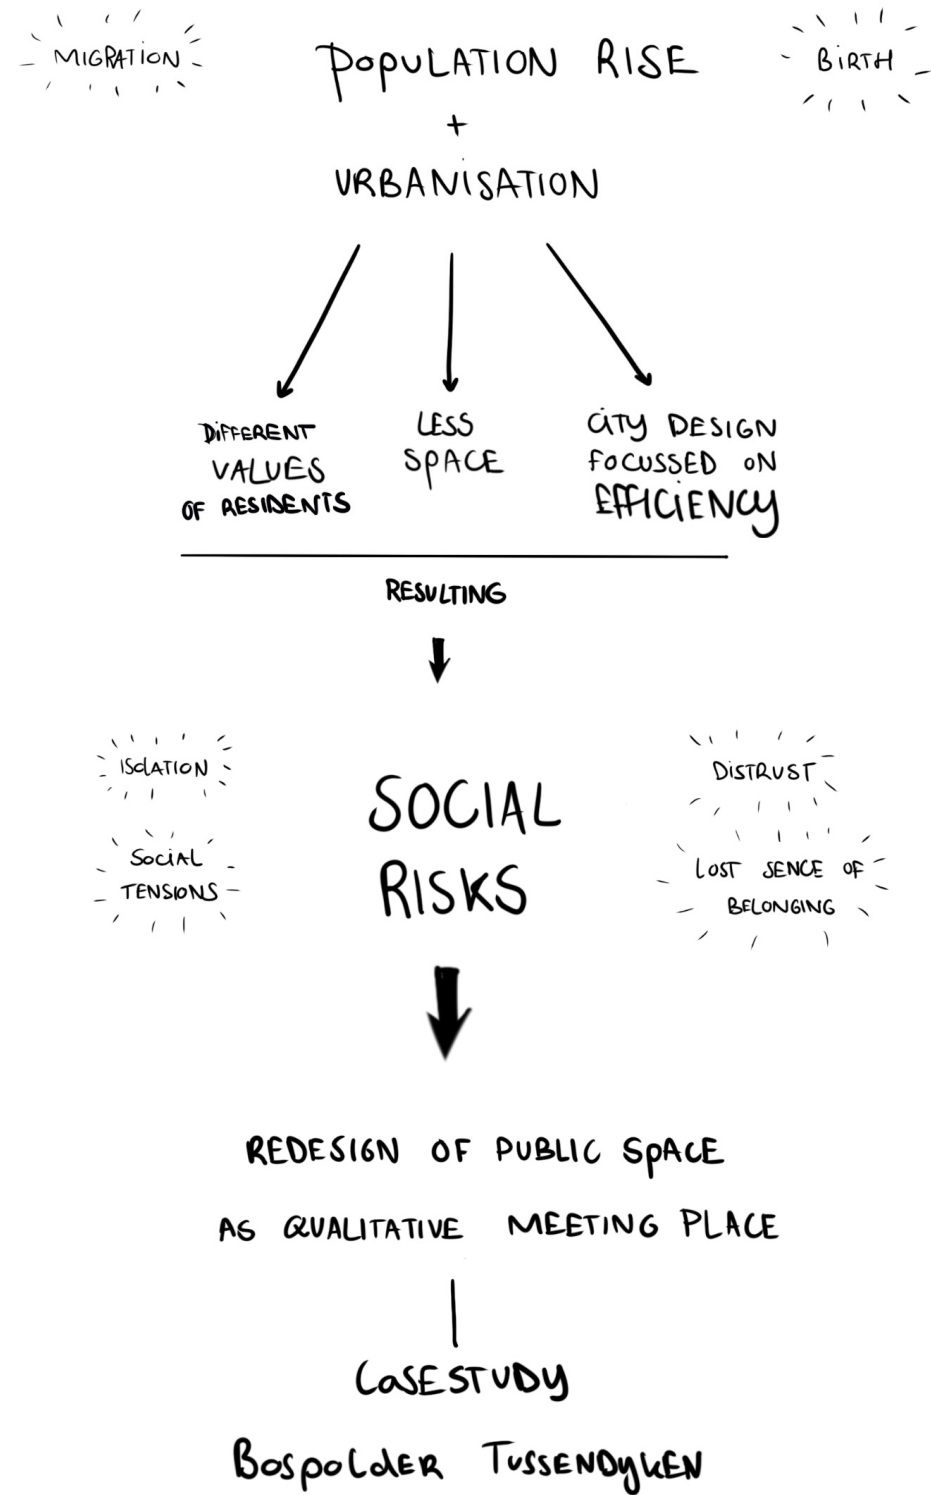 MIGRATION
POPULATION RISE
BIRTH
+
URBANISATION
DIFFERENT
VALUES
OF RESIDENTS
LESS
SPACE
CITY DESIGN
FOCUSSED ON
EFFICIENCY
RESULTING
ISOLATION
SOCIAL
TENSIONS
SOCIAL
RISKS
DISTRUST
LOST SENCE OF
BELONGING
REDESIGN OF PUBLIC SPACE
AS QUALITATIVE MEETING PLACE
CASESTUDY
BOSPOLDER TUSSENDYKEN